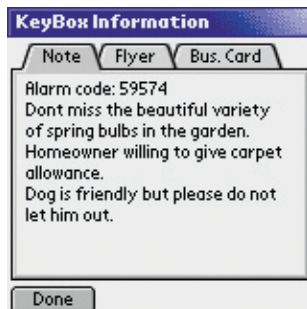 KeyBox Information
Note Flyer Bus. Card
Alarm code: 59574
Dont miss the beautiful variety
of spring bulbs in the garden.
Homeowner willing to give carpet
allowance.
Dog is friendly but please do not
let him out.
Done